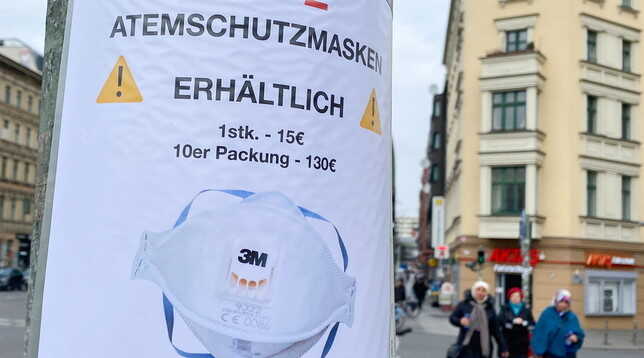 ATEMSCHUTZMASKEN
ERHÄLTLICH
1stk. - 15€
10er Packung - 130€
3M